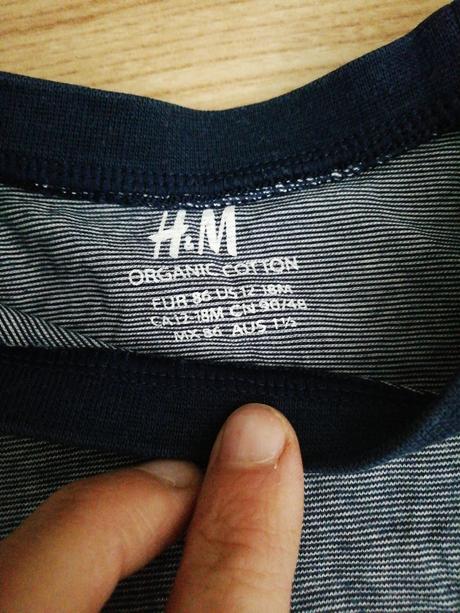 H&M
ORGANIC COTTON
EUR 86 US 12-18M
CA 12-18M CN 90/48
MX 86 AUS 1½